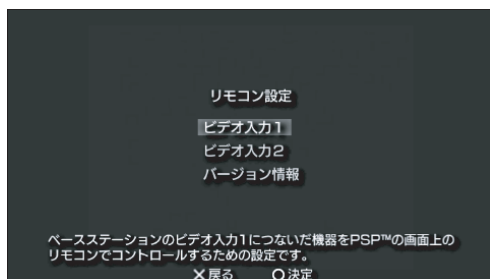 リモコン設定
ビデオ入力1
ビデオ入力2
バージョン情報
ベースステーションのビデオ入力1につないだ機器をPSP™の画面上の
リモコンでコントロールするための設定です。
✕戻る ○決定